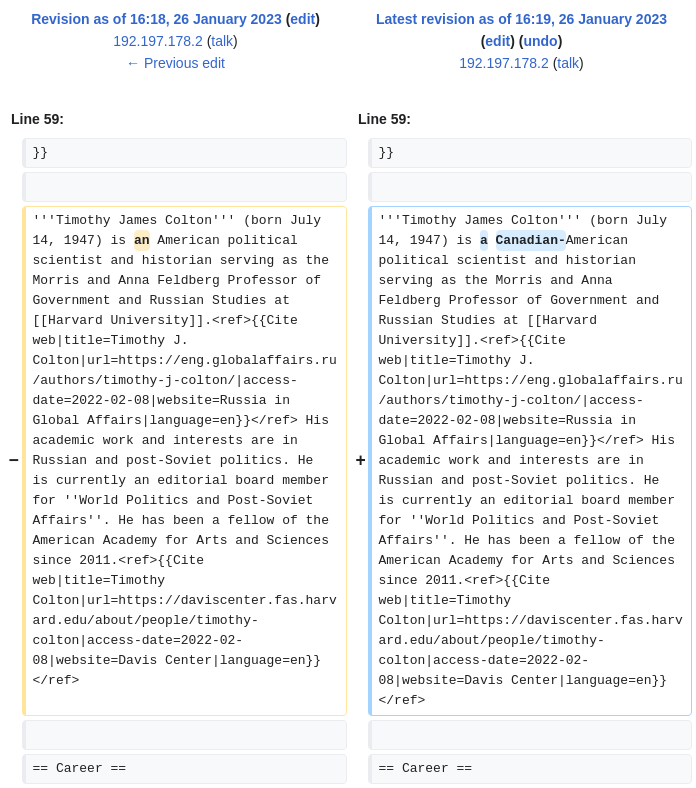 Revision as of 16:18, 26 January 2023 (edit)
192.197.178.2 (talk)
← Previous edit
Latest revision as of 16:19, 26 January 2023
(edit) (undo)
192.197.178.2 (talk)
Line 59:
Line 59:
}}
}}
−
'''Timothy James Colton''' (born July
14, 1947) is an American political
scientist and historian serving as the
Morris and Anna Feldberg Professor of
Government and Russian Studies at
[[Harvard University]].<ref>{{Cite
web|title=Timothy J.
Colton|url=https://eng.globalaffairs.ru
/authors/timothy-j-colton/|access-
date=2022-02-08|website=Russia in
Global Affairs|language=en}}</ref> His
academic work and interests are in
Russian and post-Soviet politics. He
is currently an editorial board member
for ''World Politics and Post-Soviet
Affairs''. He has been a fellow of the
American Academy for Arts and Sciences
since 2011.<ref>{{Cite
web|title=Timothy
Colton|url=https://daviscenter.fas.harv
ard.edu/about/people/timothy-
colton|access-date=2022-02-
08|website=Davis Center|language=en}}
</ref>
+
'''Timothy James Colton''' (born July
14, 1947) is a Canadian-American
political scientist and historian
serving as the Morris and Anna
Feldberg Professor of Government and
Russian Studies at [[Harvard
University]].<ref>{{Cite
web|title=Timothy J.
Colton|url=https://eng.globalaffairs.ru
/authors/timothy-j-colton/|access-
date=2022-02-08|website=Russia in
Global Affairs|language=en}}</ref> His
academic work and interests are in
Russian and post-Soviet politics. He
is currently an editorial board member
for ''World Politics and Post-Soviet
Affairs''. He has been a fellow of the
American Academy for Arts and Sciences
since 2011.<ref>{{Cite
web|title=Timothy
Colton|url=https://daviscenter.fas.harv
ard.edu/about/people/timothy-
colton|access-date=2022-02-
08|website=Davis Center|language=en}}
</ref>
== Career ==
== Career ==